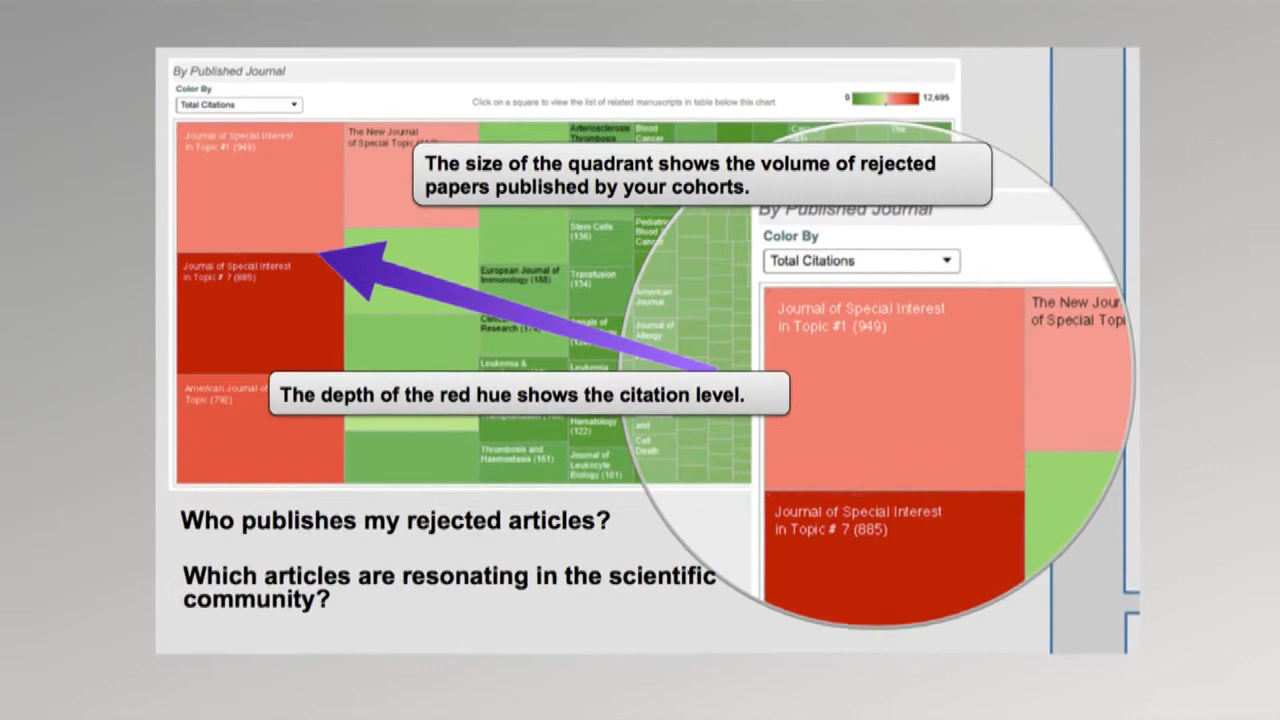 By Published Journal
Color By
Total Citations
Click on a square to view the list of related manuscripts in table below this chart.
0
12,695
Journal of Special Interest
in Topic #1 (949)
The New Journal
of Special Topic
Arteriosclerosis
Thrombosis
Blood
Cancer
The
The size of the quadrant shows the volume of rejected
papers published by your cohorts.
Journal of Special Interest
in Topic # 7 (885)
Stem Cells
(136)
Pediatric
Blood
Cancer
European Journal of
Immunology (188)
Transfusion
(134)
American
Journal
Research
Journal of
Allergy
Leukemia &
Leukemia
American Journal of
Topic (792)
The depth of the red hue shows the citation level.
Hematology
(122)
and
Cell
Death
Thrombosis and
Haemostasis (161)
Journal of
Leukocyte
Biology (101)
By Published Journal
Color By
Total Citations
Journal of Special Interest
in Topic #1 (949)
The New Jour
of Special Topi
Journal of Special Interest
in Topic # 7 (885)
Who publishes my rejected articles?
Which articles are resonating in the scientific
community?